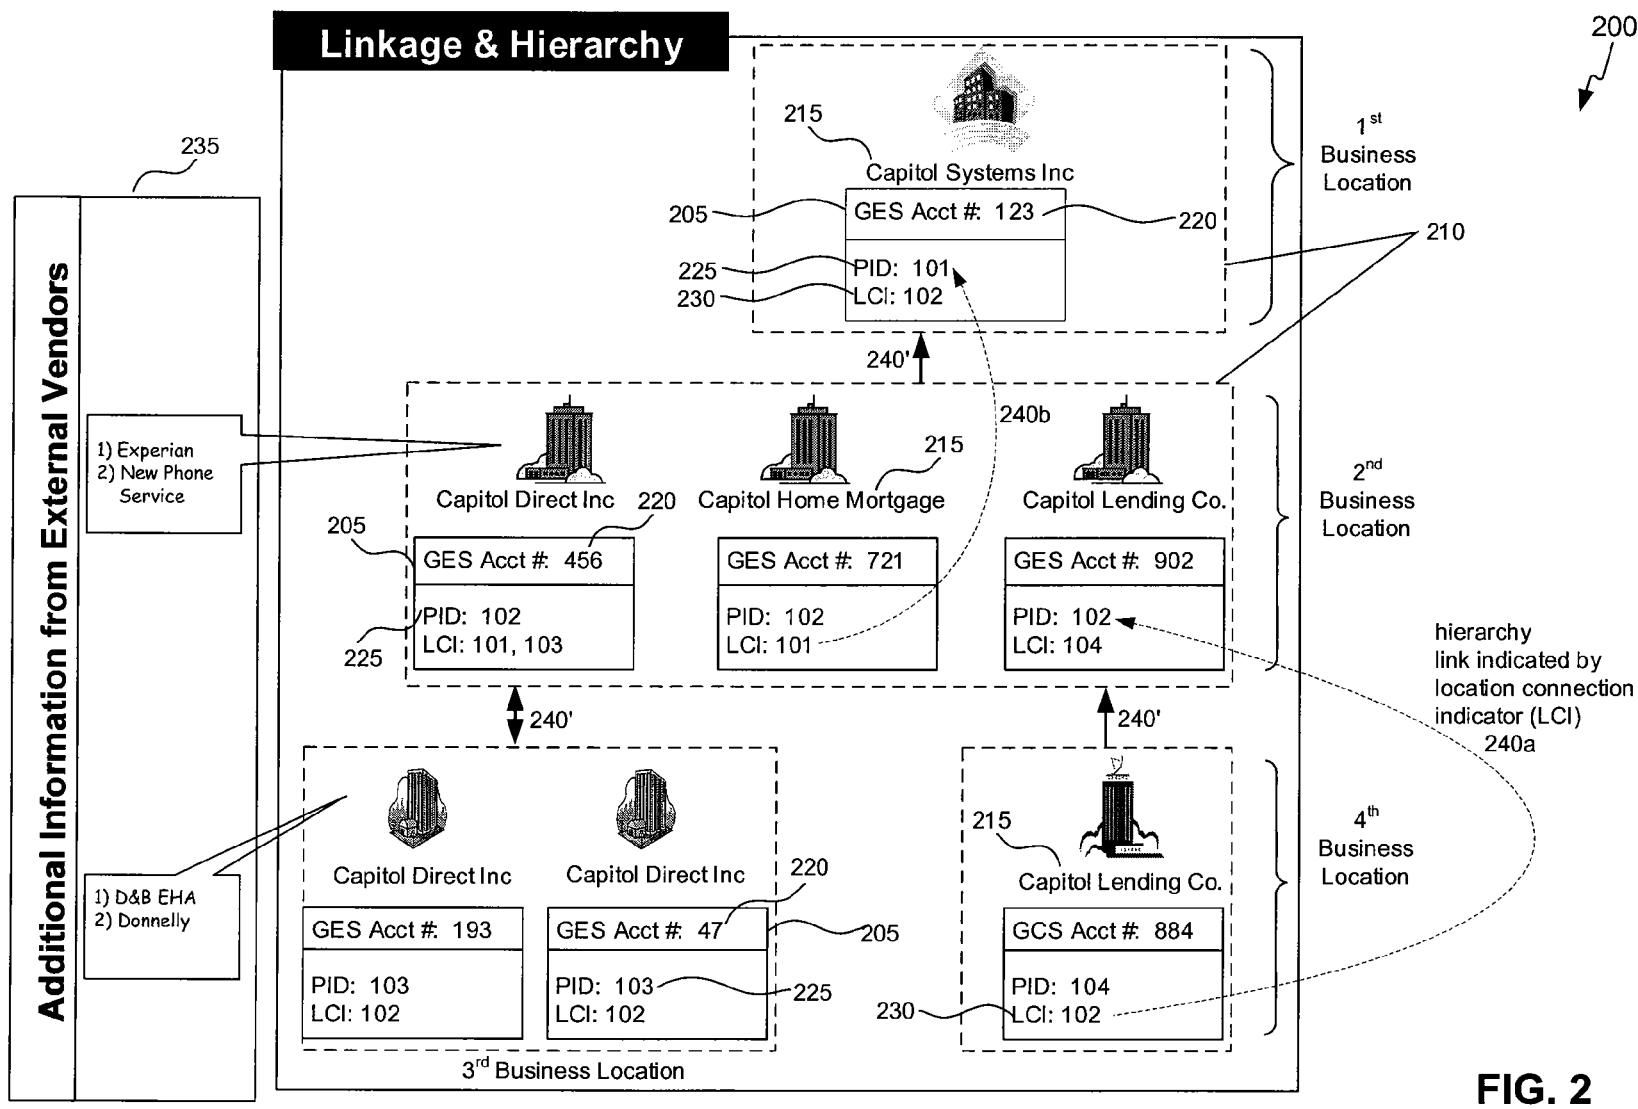 Linkage & Hierarchy
200
235
215
1st
Business
Location
Capitol Systems Inc
205
GES Acct #: 123
220
210
225
PID: 101
230
LCI: 102
Additional Information from External Vendors
240'
240b
1) Experian
2) New Phone
Service
215
2nd
Business
Location
Capitol Direct Inc
Capitol Home Mortgage
Capitol Lending Co.
205
220
GES Acct #: 456
GES Acct #: 721
GES Acct #: 902
PID: 102
LCI: 101, 103
225
PID: 102
LCI: 101
PID: 102
LCI: 104
hierarchy
link indicated by
location connection
indicator (LCI)
240a
240'
240'
215
4th
Business
Location
Capitol Direct Inc
Capitol Direct Inc
220
Capitol Lending Co.
1) D&B EHA
2) Donnelly
GES Acct #: 193
GES Acct #: 47
205
GCS Acct #: 884
PID: 103
LCI: 102
PID: 103
LCI: 102
225
230
PID: 104
LCI: 102
3rd Business Location
FIG. 2